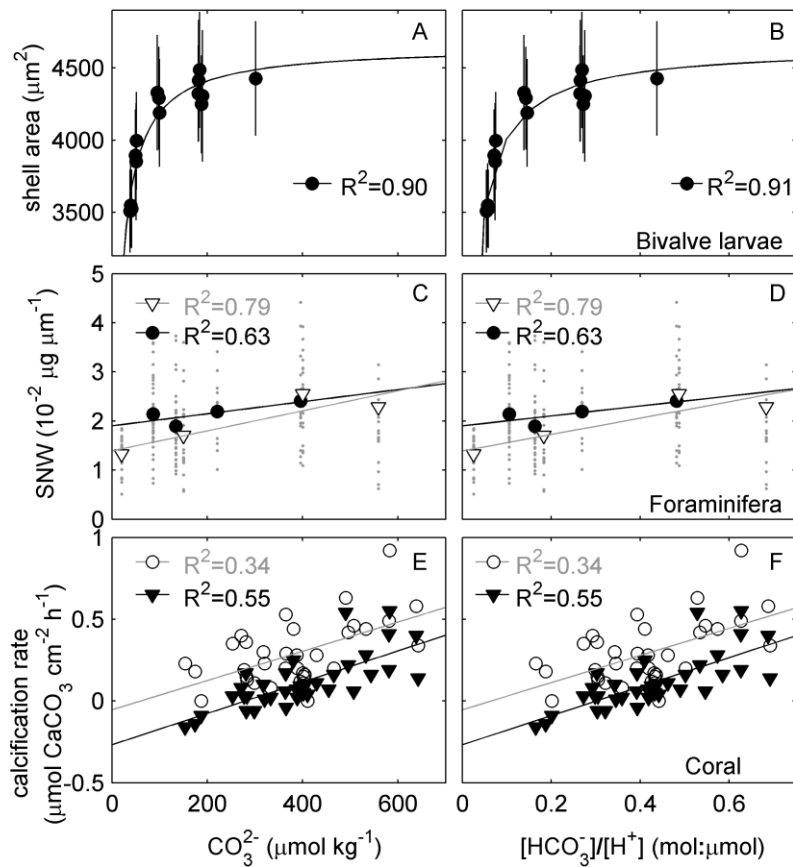 A
B
4500
4000
3500
shell area (μm²)
R²=0.90
R²=0.91
Bivalve larvae
C
D
5
4
3
2
1
0
SNW (10⁻² μg μm⁻¹)
R²=0.79
R²=0.63
R²=0.79
R²=0.63
Foraminifera
E
F
1
0.5
0
-0.5
calcification rate
(μmol CaCO₃ cm⁻² h⁻¹)
R²=0.34
R²=0.55
R²=0.34
R²=0.55
Coral
0 200 400 600
0 0.2 0.4 0.6
CO₃²⁻ (μmol kg⁻¹)
[HCO₃⁻]/[H⁺] (mol:μmol)